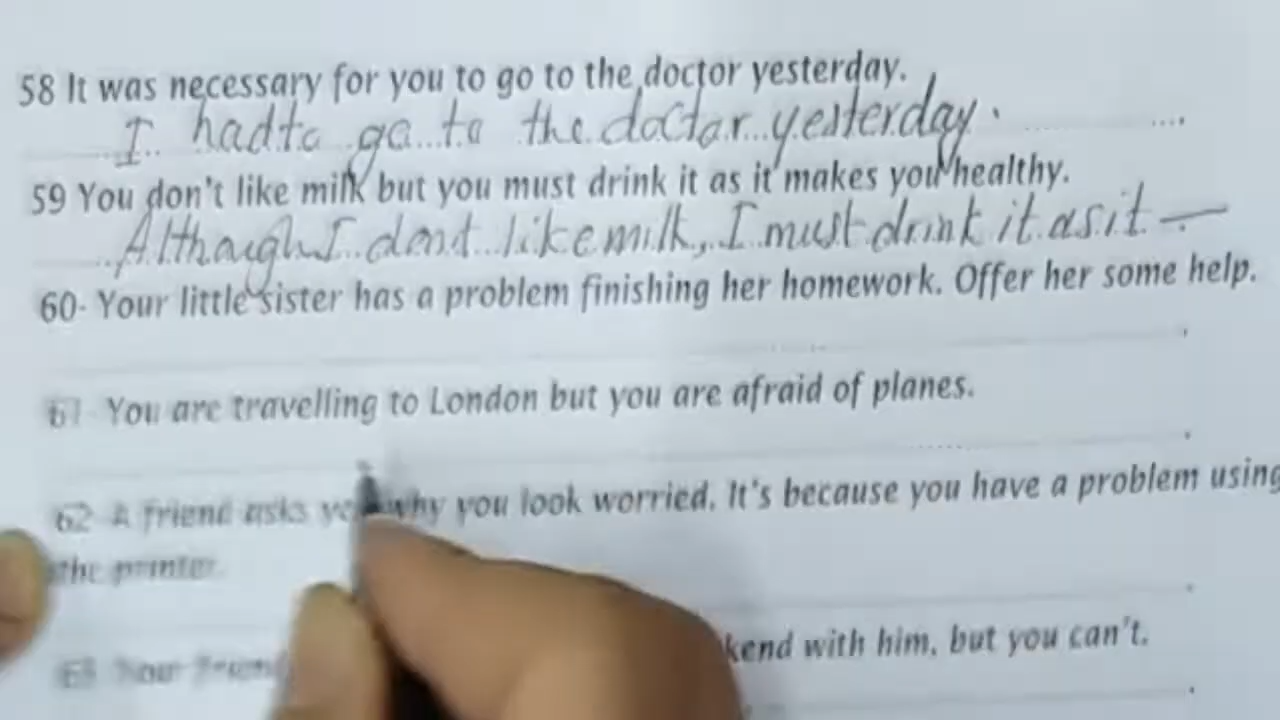 58 It was necessary for you to go to the doctor yesterday.
I had to go to the doctor yesterday.
59 You don't like milk but you must drink it as it makes you healthy.
Although I dont like milk, I must drink it as it —
60- Your little sister has a problem finishing her homework. Offer her some help.
61- You are travelling to London but you are afraid of planes.
62- A friend asks you why you look worried. It's because you have a problem using
the printer.
63- Your friend kend with him, but you can't.